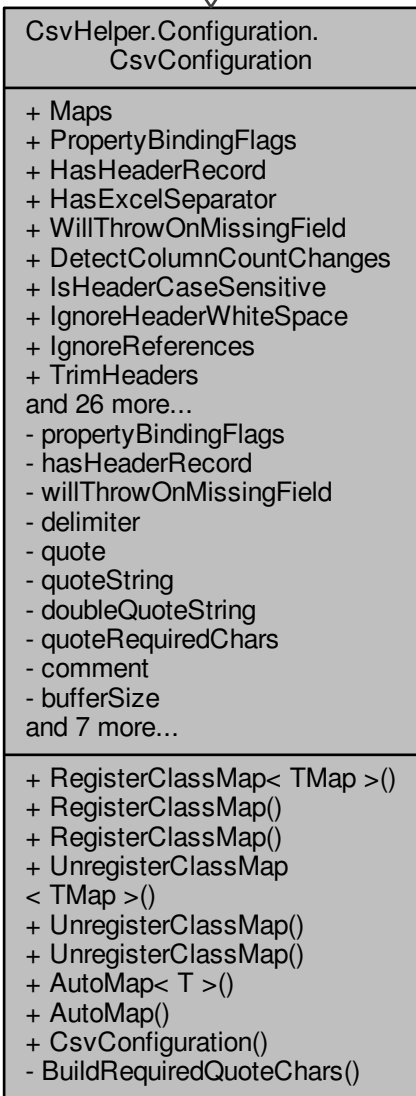 CsvHelper.Configuration.
CsvConfiguration
+ Maps
+ PropertyBindingFlags
+ HasHeaderRecord
+ HasExcelSeparator
+ WillThrowOnMissingField
+ DetectColumnCountChanges
+ IsHeaderCaseSensitive
+ IgnoreHeaderWhiteSpace
+ IgnoreReferences
+ TrimHeaders
and 26 more...
- propertyBindingFlags
- hasHeaderRecord
- willThrowOnMissingField
- delimiter
- quote
- quoteString
- doubleQuoteString
- quoteRequiredChars
- comment
- bufferSize
and 7 more...
+ RegisterClassMap< TMap >()
+ RegisterClassMap()
+ RegisterClassMap()
+ UnregisterClassMap
< TMap >()
+ UnregisterClassMap()
+ UnregisterClassMap()
+ AutoMap< T >()
+ AutoMap()
+ CsvConfiguration()
- BuildRequiredQuoteChars()